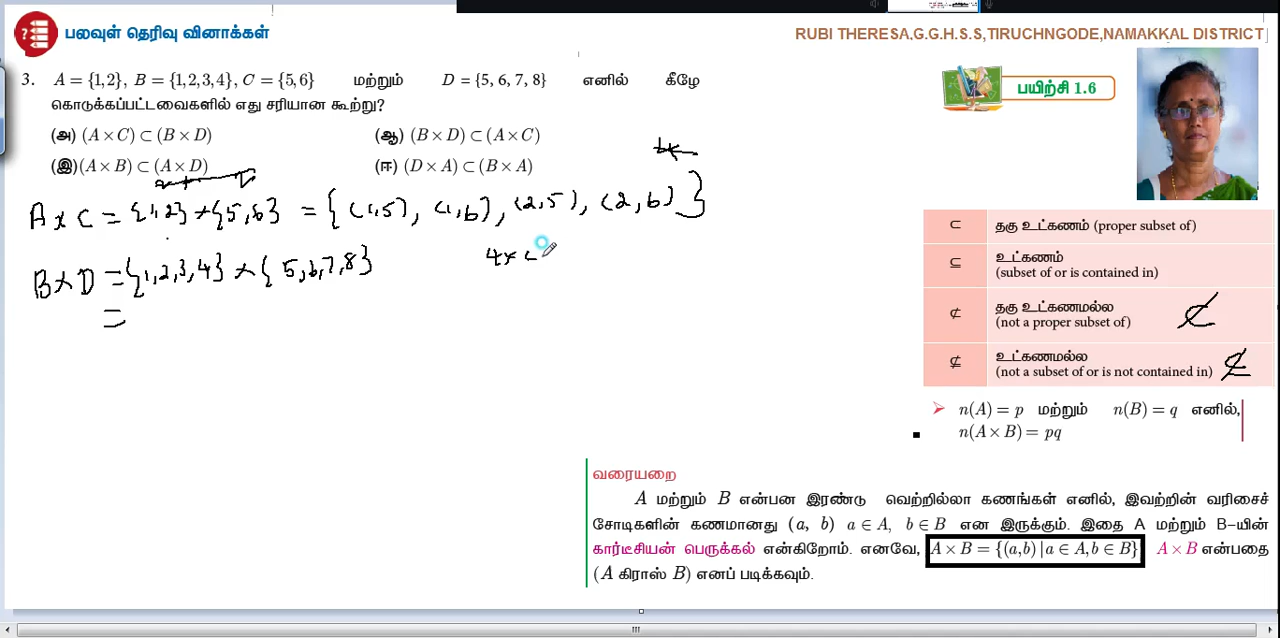 பலவுள் தெரிவு வினாக்கள்
RUBI THERESA,G.G.H.S.S,TIRUCHNGODE,NAMAKKAL DISTRICT
3. A = {1,2}, B = {1,2,3,4}, C = {5,6} மற்றும் D = {5, 6, 7, 8} எனில் கீழே
கொடுக்கப்பட்டவைகளில் எது சரியான கூற்று?
(அ) (A × C) ⊂ (B × D) (ஆ) (B × D) ⊂ (A × C)
(இ) (A × B) ⊂ (A × D) (ஈ) (D × A) ⊂ (B × A)
A × C = {1,2} × {5,6} = {(1,5), (1,6), (2,5), (2,6)}
B × D = {1,2,3,4} × {5,6,7,8}
=
4×
பயிற்சி 1.6
⊂ தகு உட்கணம் (proper subset of)
⊆ உட்கணம்
(subset of or is contained in)
⊄ தகு உட்கணமல்ல
(not a proper subset of) ⊄
⊈ உட்கணமல்ல
(not a subset of or is not contained in) ⊈
n(A) = p மற்றும் n(B) = q எனில்,
n(A × B) = pq
வரையறை
A மற்றும் B என்பன இரண்டு வெற்றில்லா கணங்கள் எனில், இவற்றின் வரிசைச்
சோடிகளின் கணமானது (a, b) a ∈ A, b ∈ B என இருக்கும். இதை A மற்றும் B-யின்
கார்டீசியன் பெருக்கல் என்கிறோம். எனவே, A × B = {(a,b) | a ∈ A, b ∈ B} A × B என்பதை
(A கிராஸ் B) எனப் படிக்கவும்.